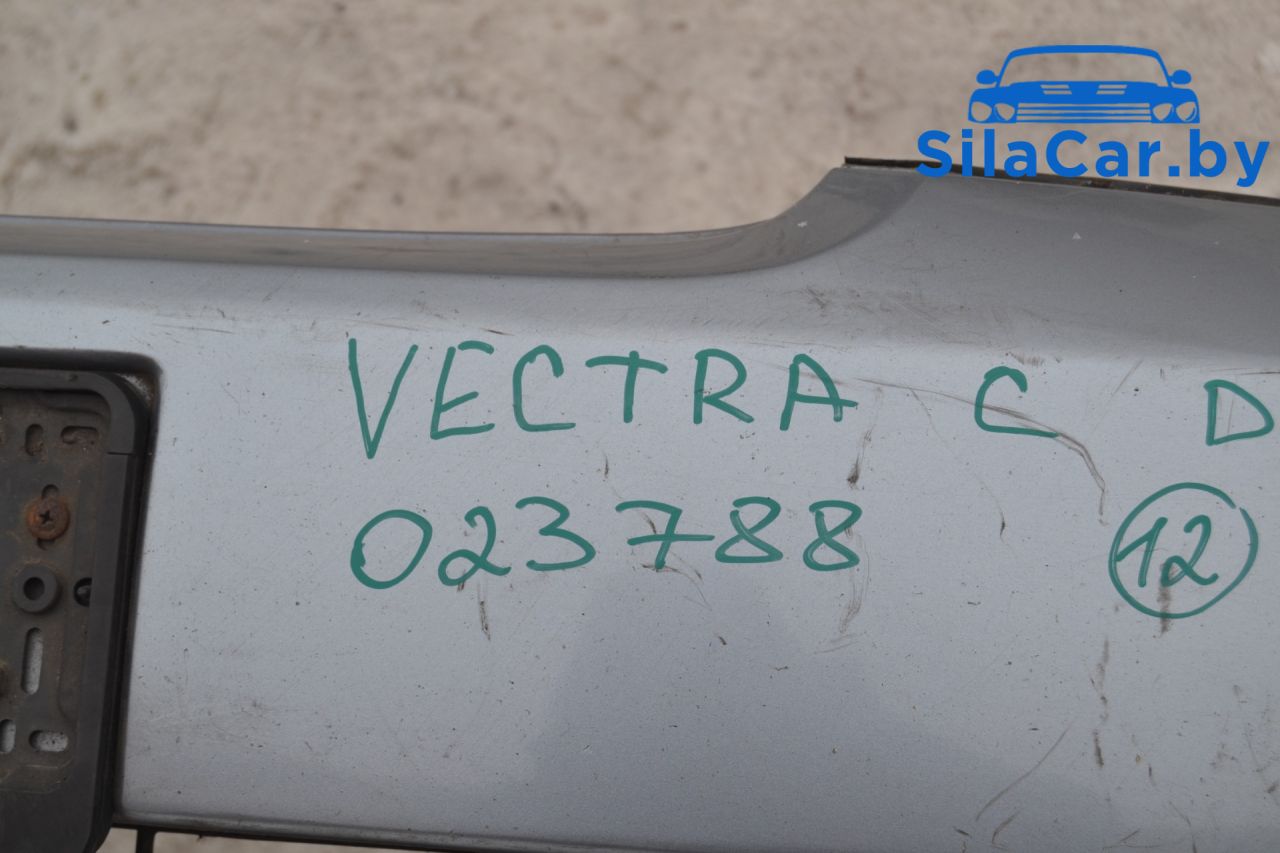 SilaCar.by
VECTRA C D
023788 12